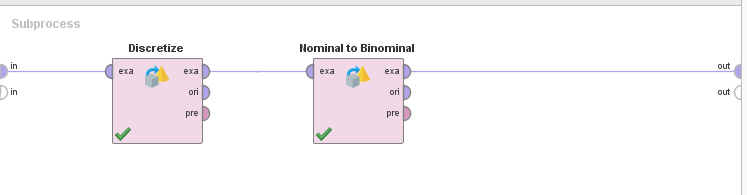 Subprocess
Discretize
Nominal to Binominal
in
exa
exa
exa
exa
out
in
ori
ori
out
pre
pre